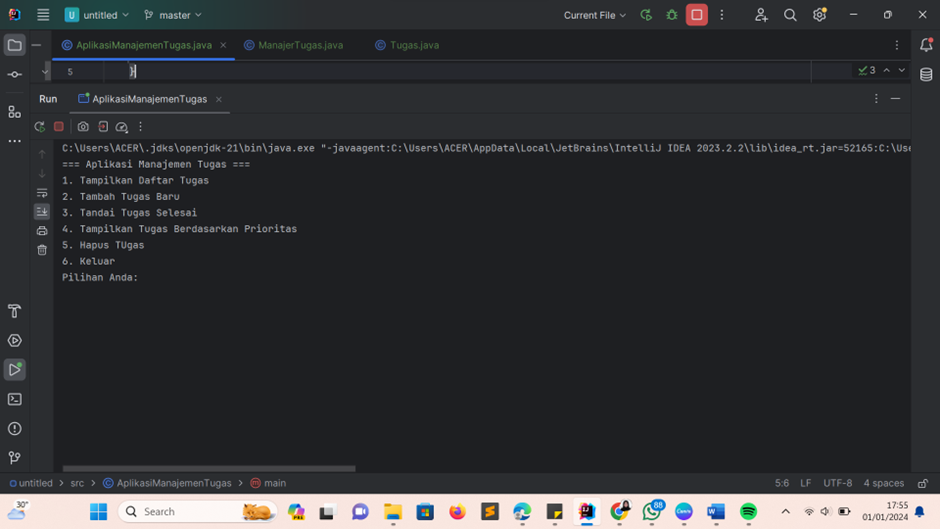 U untitled master Current File
AplikasiManajemenTugas.java ManajerTugas.java Tugas.java
5 } 3
Run AplikasiManajemenTugas
C:\Users\ACER\.jdks\openjdk-21\bin\java.exe "-javaagent:C:\Users\ACER\AppData\Local\JetBrains\IntelliJ IDEA 2023.2.2\lib\idea_rt.jar=52165:C:\Use
=== Aplikasi Manajemen Tugas ===
1. Tampilkan Daftar Tugas
2. Tambah Tugas Baru
3. Tandai Tugas Selesai
4. Tampilkan Tugas Berdasarkan Prioritas
5. Hapus TUgas
6. Keluar
Pilihan Anda:
untitled > src > AplikasiManajemenTugas > main 5:6 LF UTF-8 4 spaces
30° Search 88 17:55
01/01/2024